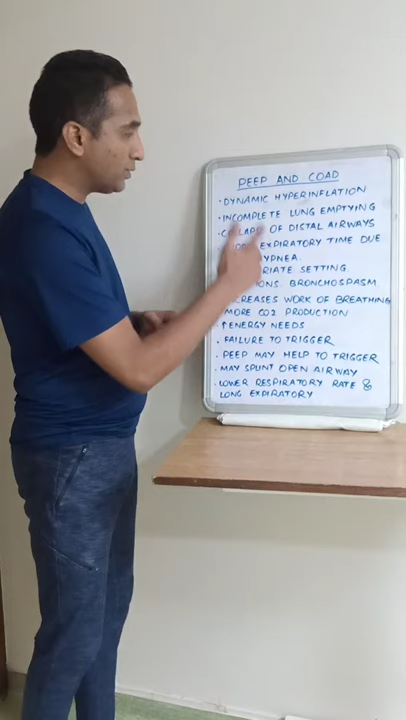 PEEP AND COAD
· DYNAMIC HYPERINFLATION
· INCOMPLETE LUNG EMPTYING
OF DISTAL AIRWAYS
EXPIRATORY TIME DUE
SETTING
BRONCHOSPASM.
WORK OF BREATHING
MORE CO2 PRODUCTION
↑ENERGY NEEDS
· FAILURE TO TRIGGER
· PEEP MAY HELP TO TRIGGER
· MAY SPUNT OPEN AIRWAY
· LOWER RESPIRATORY RATE &
LONG EXPIRATORY